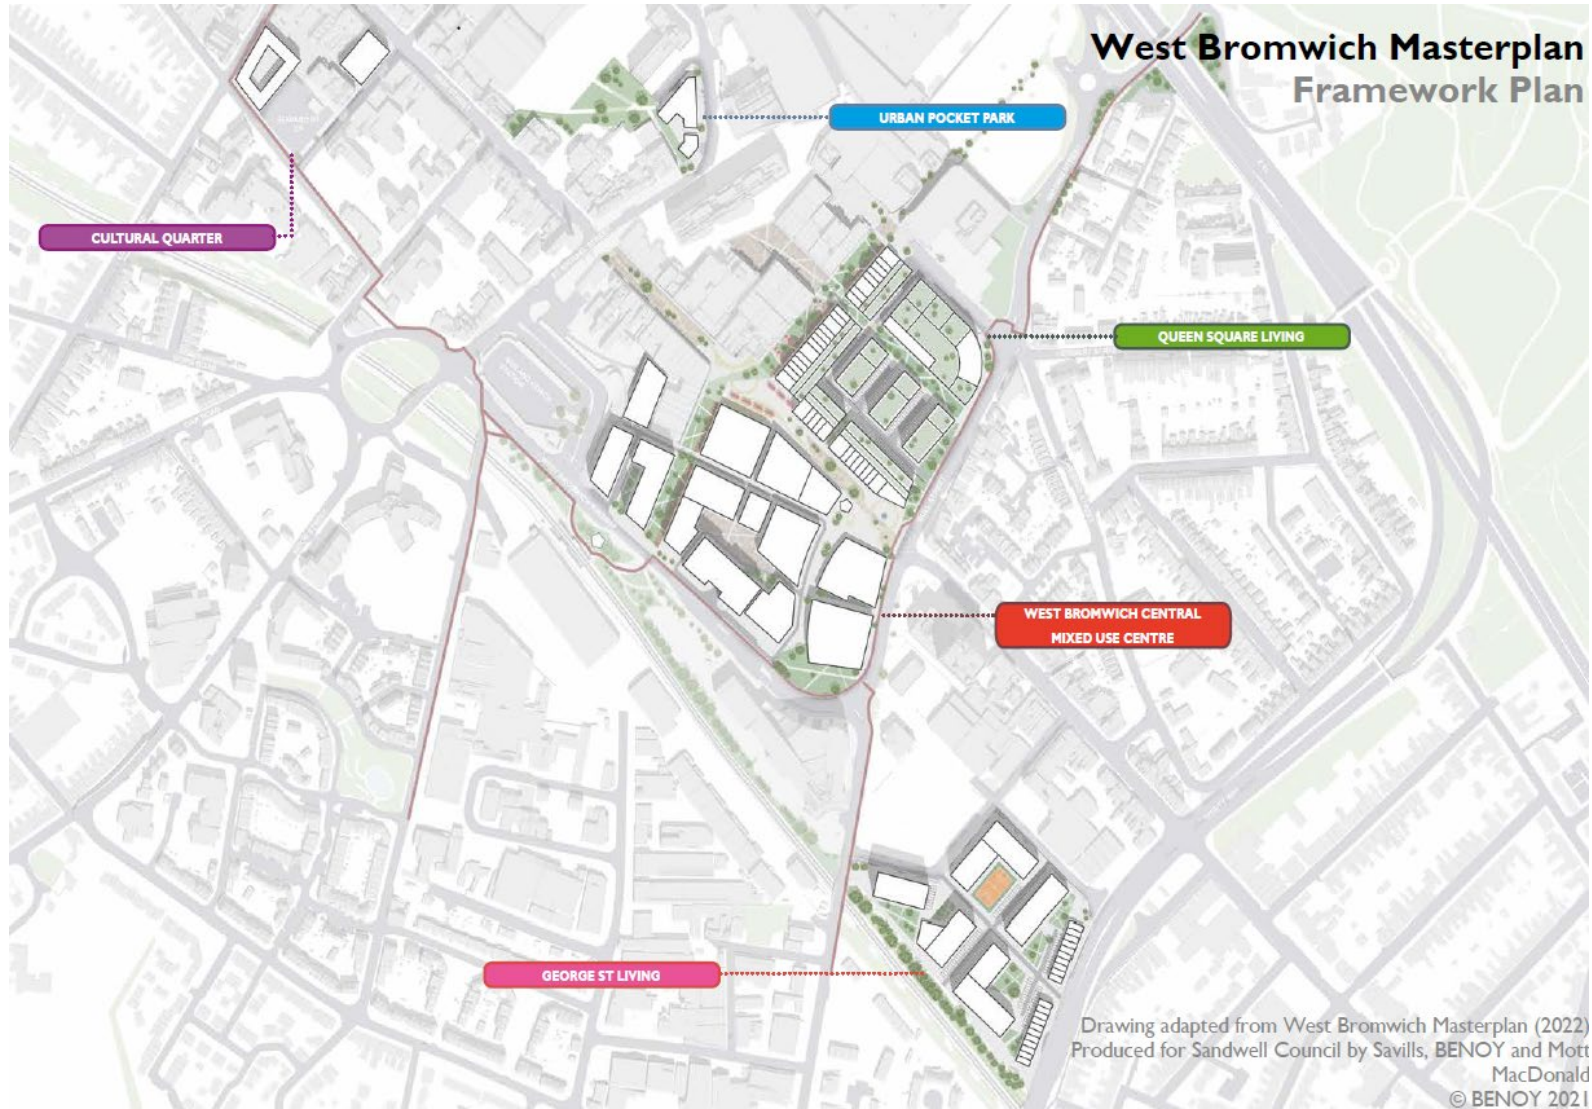 West Bromwich Masterplan
Framework Plan
URBAN POCKET PARK
CULTURAL QUARTER
QUEEN SQUARE LIVING
WEST BROMWICH CENTRAL
MIXED USE CENTRE
GEORGE ST LIVING
Drawing adapted from West Bromwich Masterplan (2022)
Produced for Sandwell Council by Savills, BENOY and Mott
MacDonald
© BENOY 2021